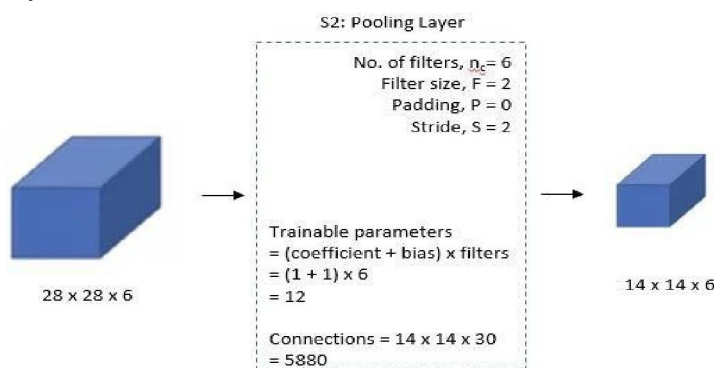 S2: Pooling Layer
No. of filters, nc= 6
Filter size, F = 2
Padding, P = 0
Stride, S = 2
Trainable parameters
= (coefficient + bias) x filters
= (1 + 1) x 6
= 12
Connections = 14 x 14 x 30
= 5880
28 x 28 x 6
14 x 14 x 6